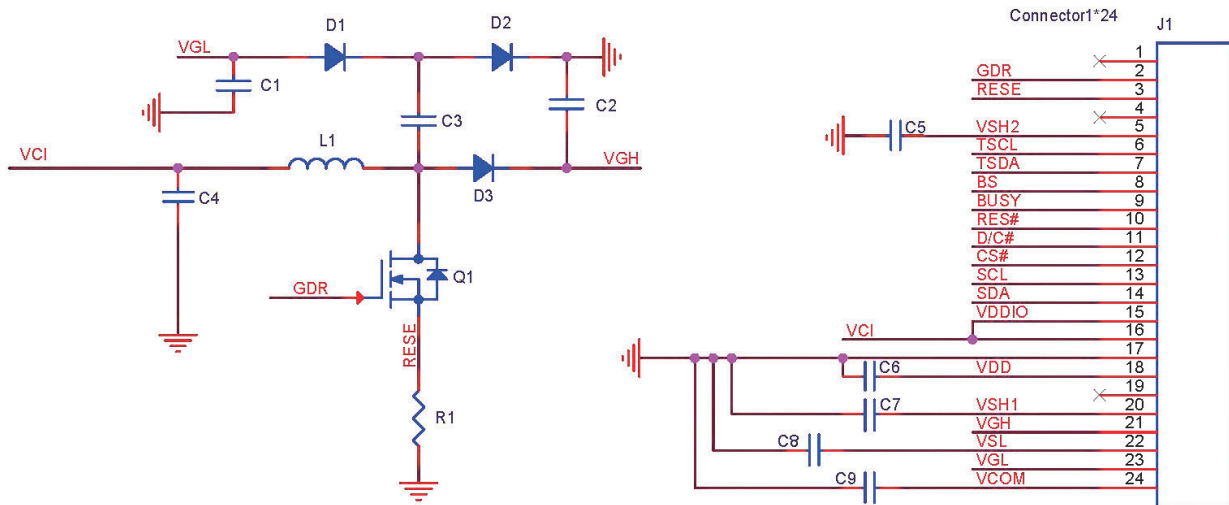 Connector1*24
J1
D1
D2
VGL
C1
C2
C3
VCI
L1
VGH
D3
C4
Q1
GDR
RESE
R1
1
GDR 2
RESE 3
4
C5 VSH2 5
TSCL 6
TSDA 7
BS 8
BUSY 9
RES# 10
D/C# 11
CS# 12
SCL 13
SDA 14
VDDIO 15
VCI 16
17
C6 VDD 18
19
C7 VSH1 20
VGH 21
C8 VSL 22
VGL 23
C9 VCOM 24